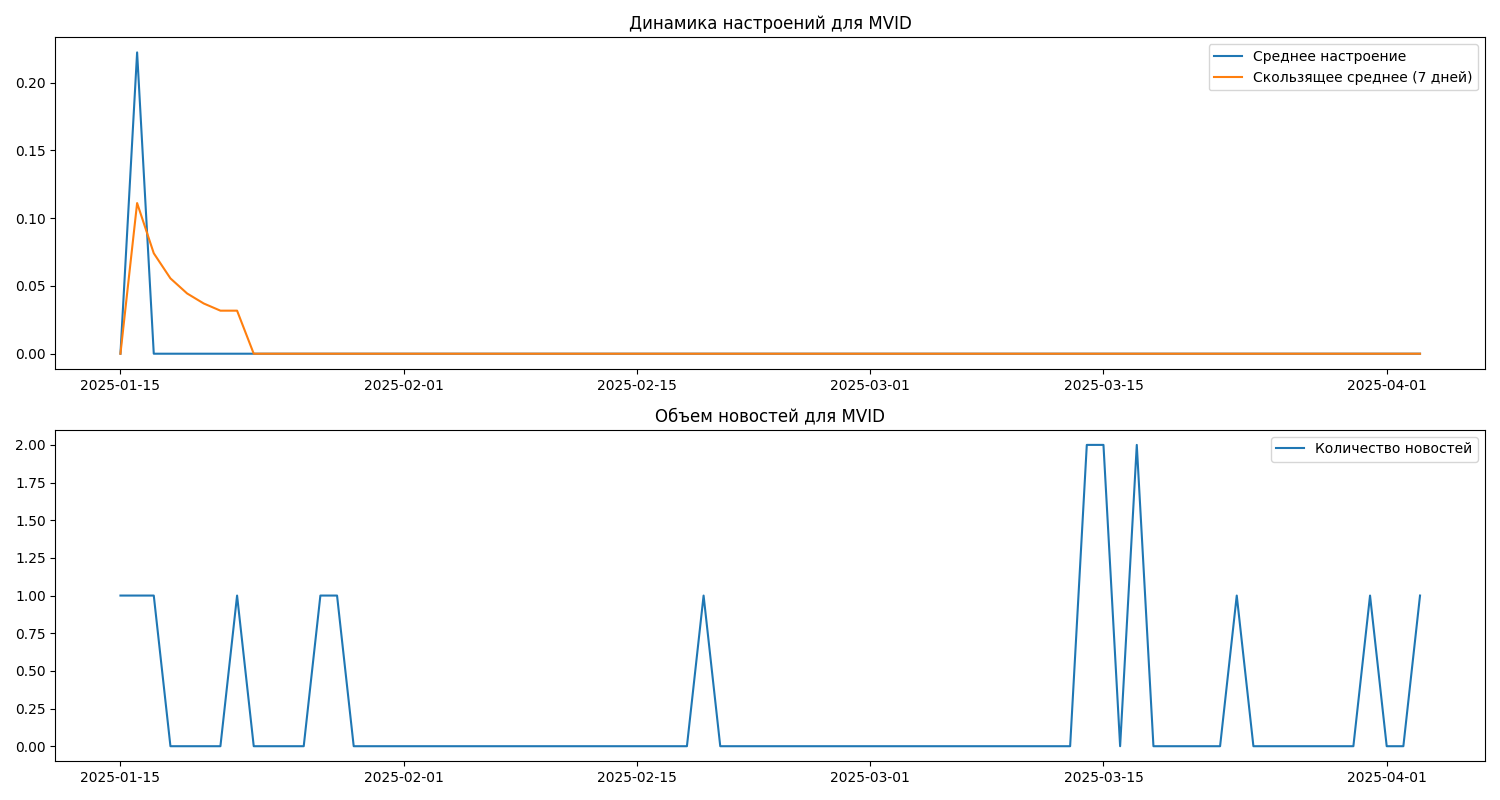 Динамика настроений для MVID
Среднее настроение
Скользящее среднее (7 дней)
0.20
0.15
0.10
0.05
0.00
2025-01-15 2025-02-01 2025-02-15 2025-03-01 2025-03-15 2025-04-01
Объем новостей для MVID
Количество новостей
2.00
1.75
1.50
1.25
1.00
0.75
0.50
0.25
0.00
2025-01-15 2025-02-01 2025-02-15 2025-03-01 2025-03-15 2025-04-01